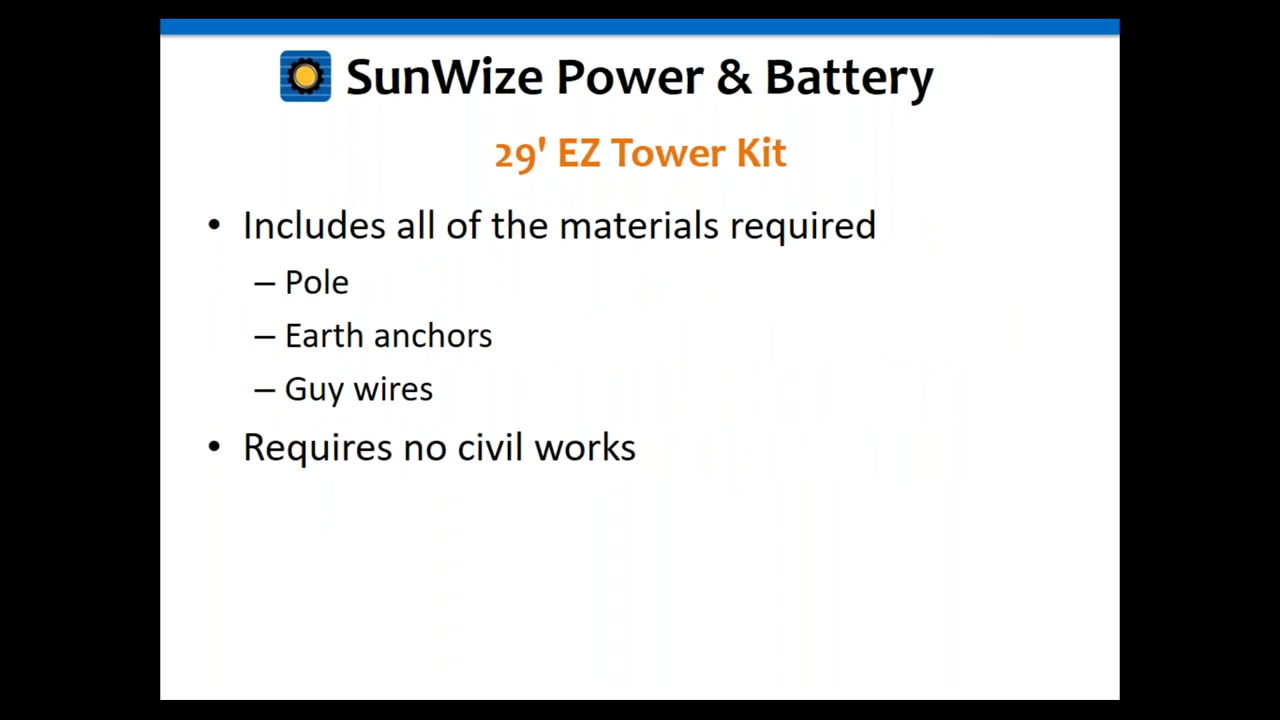 SunWize Power & Battery
29' EZ Tower Kit
• Includes all of the materials required
– Pole
– Earth anchors
– Guy wires
• Requires no civil works